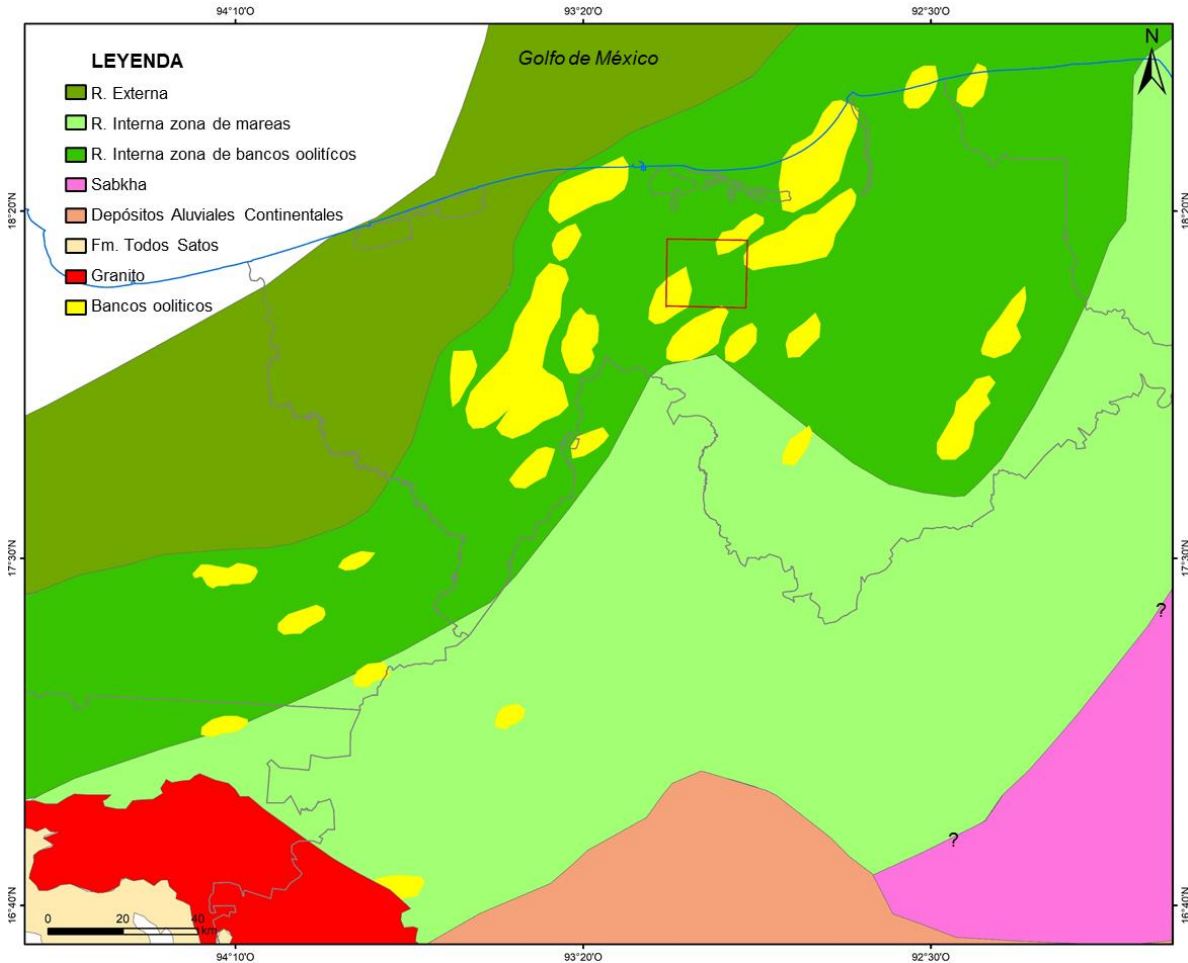 94°10'O 93°20'O 92°30'O
Golfo de México
N
LEYENDA
R. Externa
R. Interna zona de mareas
R. Interna zona de bancos oolitícos
Sabkha
Depósitos Aluviales Continentales
Fm. Todos Satos
Granito
Bancos ooliticos
18°20'N 18°20'N
17°30'N 17°30'N
?
?
16°40'N 16°40'N
0 20 40
km
94°10'O 93°20'O 92°30'O